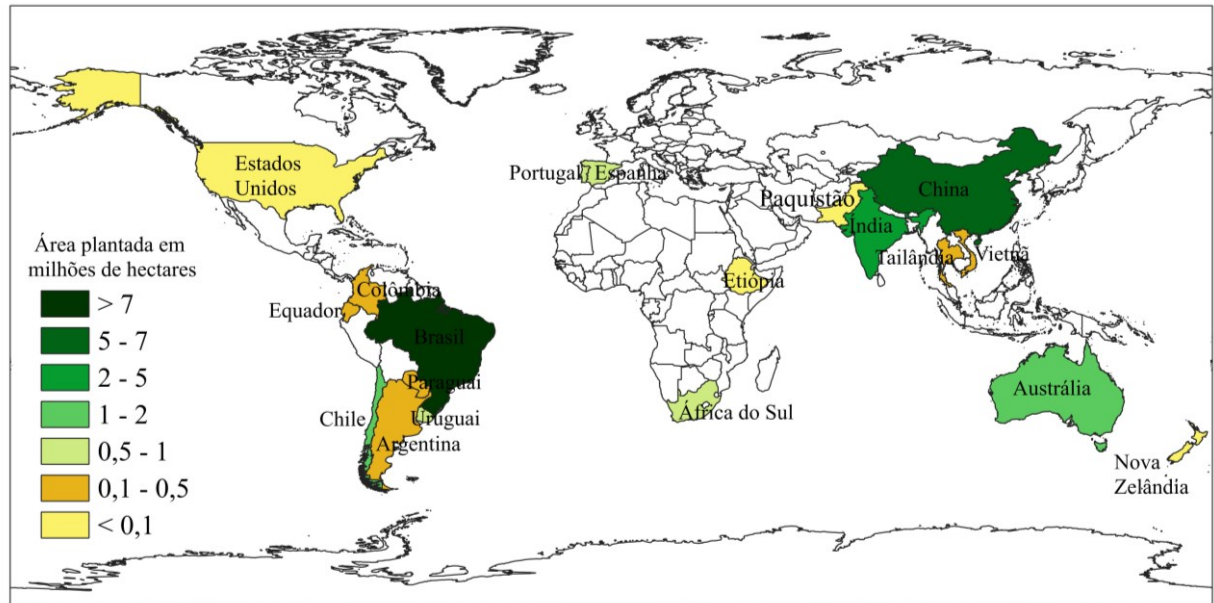 Estados
Unidos
Portugal Espanha
Paquistão
China
Índia
Tailândia
Vietnã
Etiópia
Área plantada em
milhões de hectares
> 7
5 - 7
2 - 5
1 - 2
0,5 - 1
0,1 - 0,5
< 0,1
Colômbia
Equador
Brasil
Paraguai
Chile
Uruguai
Argentina
África do Sul
Austrália
Nova
Zelândia